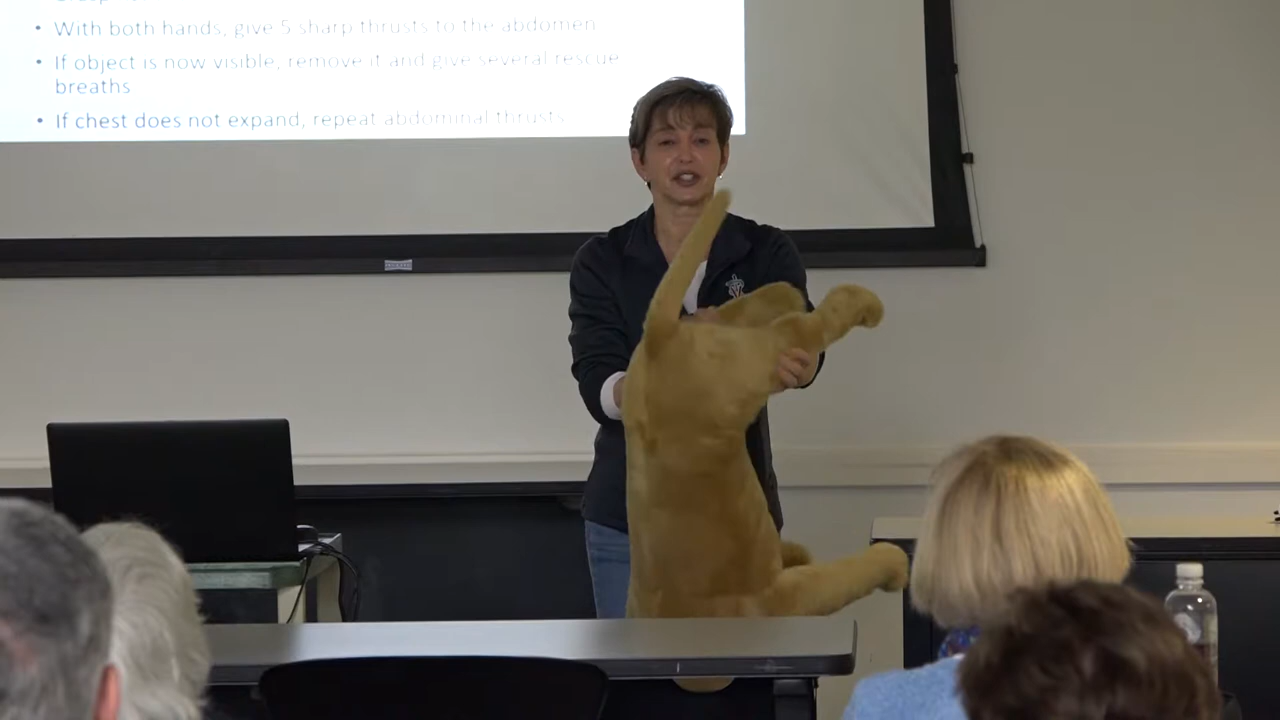 • With both hands, give 5 sharp thrusts to the abdomen
• If object is now visible, remove it and give several rescue
breaths
• If chest does not expand, repeat abdominal thrusts